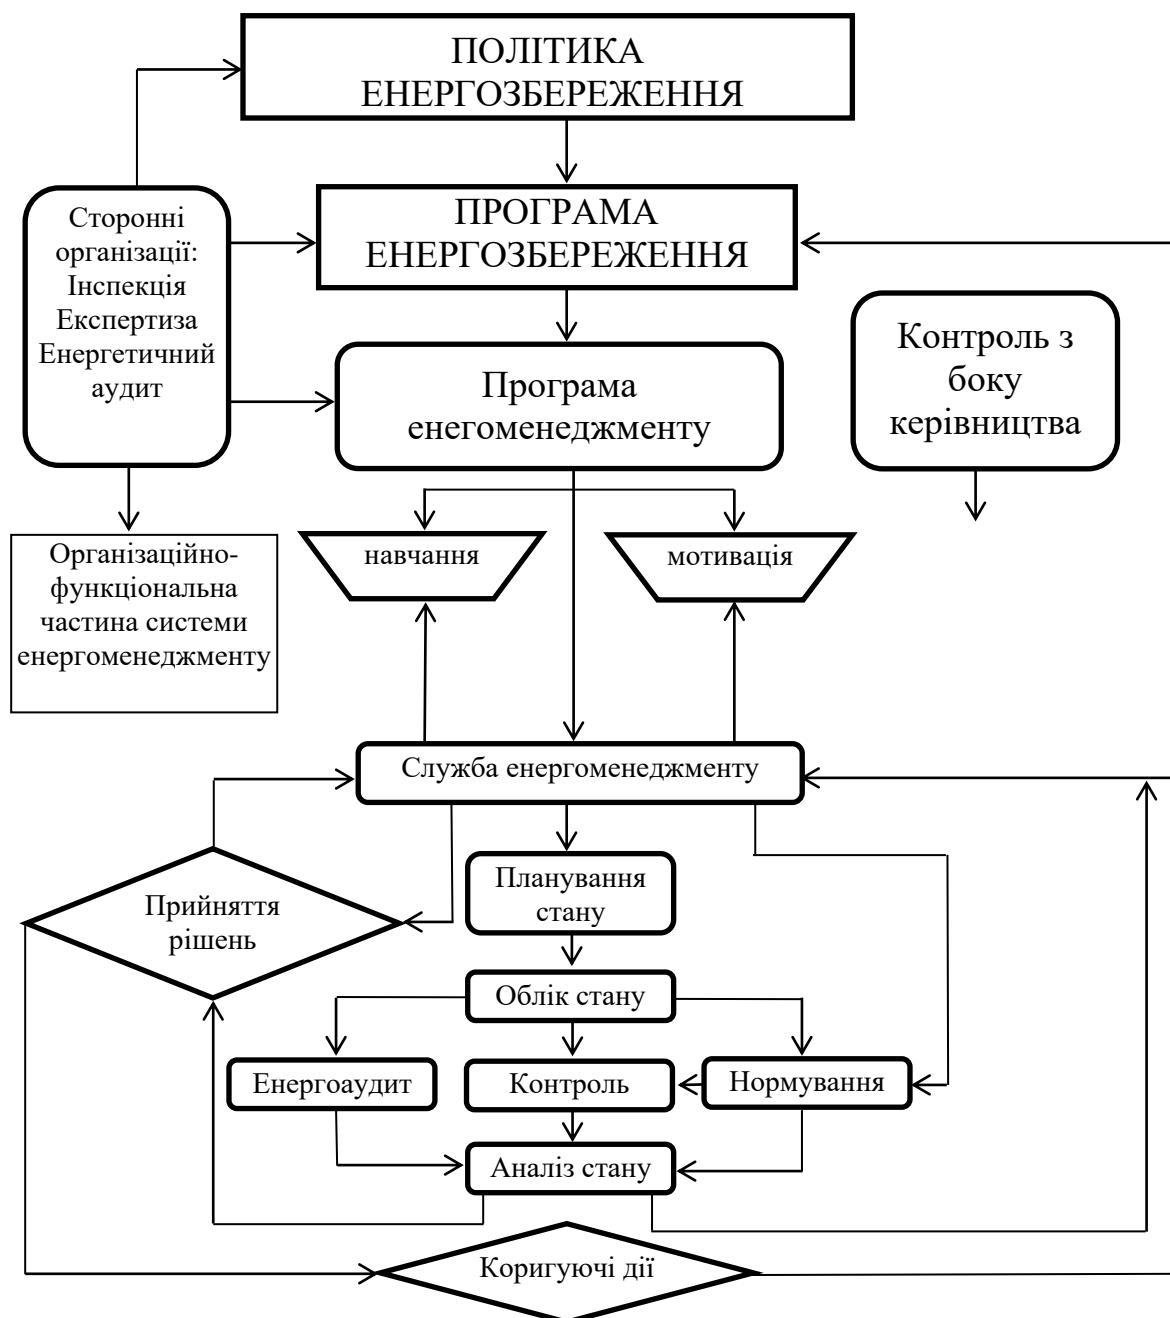 ПОЛІТИКА
ЕНЕРГОЗБЕРЕЖЕННЯ
ПРОГРАМА
ЕНЕРГОЗБЕРЕЖЕННЯ
Сторонні
організації:
Інспекція
Експертиза
Енергетичний
аудит
Програма
енегоменеджменту
Контроль з
боку
керівництва
Організаційно-
функціональна
частина системи
енергоменеджменту
навчання
мотивація
Служба енергоменеджменту
Планування
стану
Прийняття
рішень
Облік стану
Енергоаудит
Контроль
Нормування
Аналіз стану
Коригуючі дії